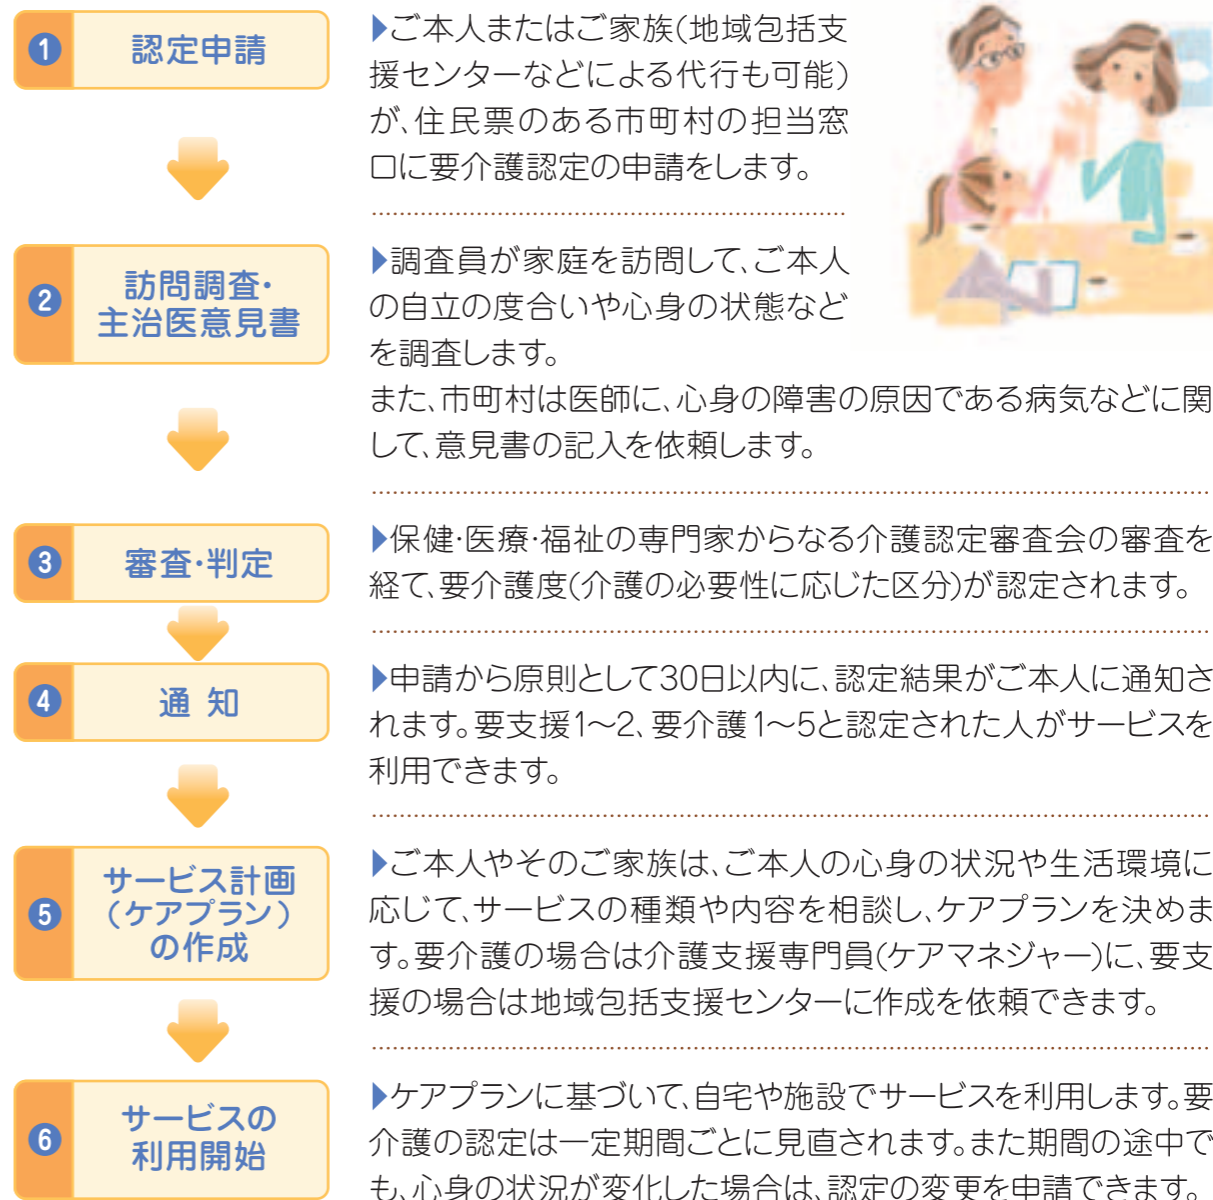 1 認定申請
▶ご本人またはご家族(地域包括支
援センターなどによる代行も可能)
が、住民票のある市町村の担当窓
口に要介護認定の申請をします。
2 訪問調査・
主治医意見書
▶調査員が家庭を訪問して、ご本人
の自立の度合いや心身の状態など
を調査します。
また、市町村は医師に、心身の障害の原因である病気などに関
して、意見書の記入を依頼します。
3 審査・判定
▶保健・医療・福祉の専門家からなる介護認定審査会の審査を
経て、要介護度(介護の必要性に応じた区分)が認定されます。
4 通 知
▶申請から原則として30日以内に、認定結果がご本人に通知さ
れます。要支援1〜2、要介護1〜5と認定された人がサービスを
利用できます。
5 サービス計画
(ケアプラン)
の作成
▶ご本人やそのご家族は、ご本人の心身の状況や生活環境に
応じて、サービスの種類や内容を相談し、ケアプランを決めま
す。要介護の場合は介護支援専門員(ケアマネジャー)に、要支
援の場合は地域包括支援センターに作成を依頼できます。
6 サービスの
利用開始
▶ケアプランに基づいて、自宅や施設でサービスを利用します。要
介護の認定は一定期間ごとに見直されます。また期間の途中で
も、心身の状況が変化した場合は、認定の変更を申請できます。